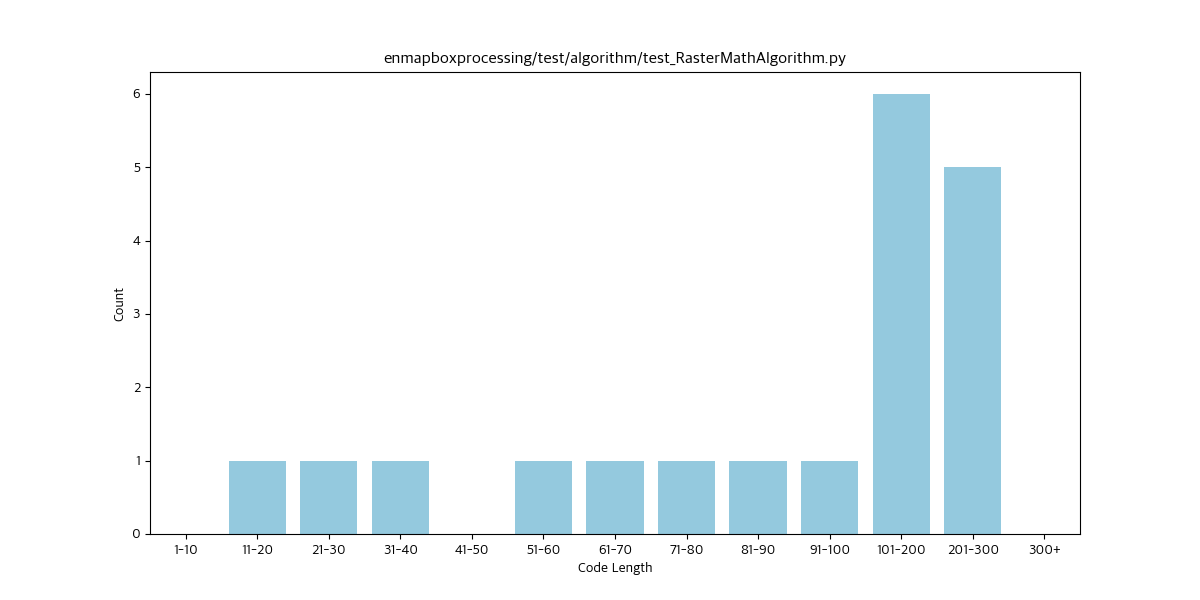 enmapboxprocessing/test/algorithm/test_RasterMathAlgorithm.py
6
5
4
3
2
1
0
Count
1-10 11-20 21-30 31-40 41-50 51-60 61-70 71-80 81-90 91-100 101-200 201-300 300+
Code Length